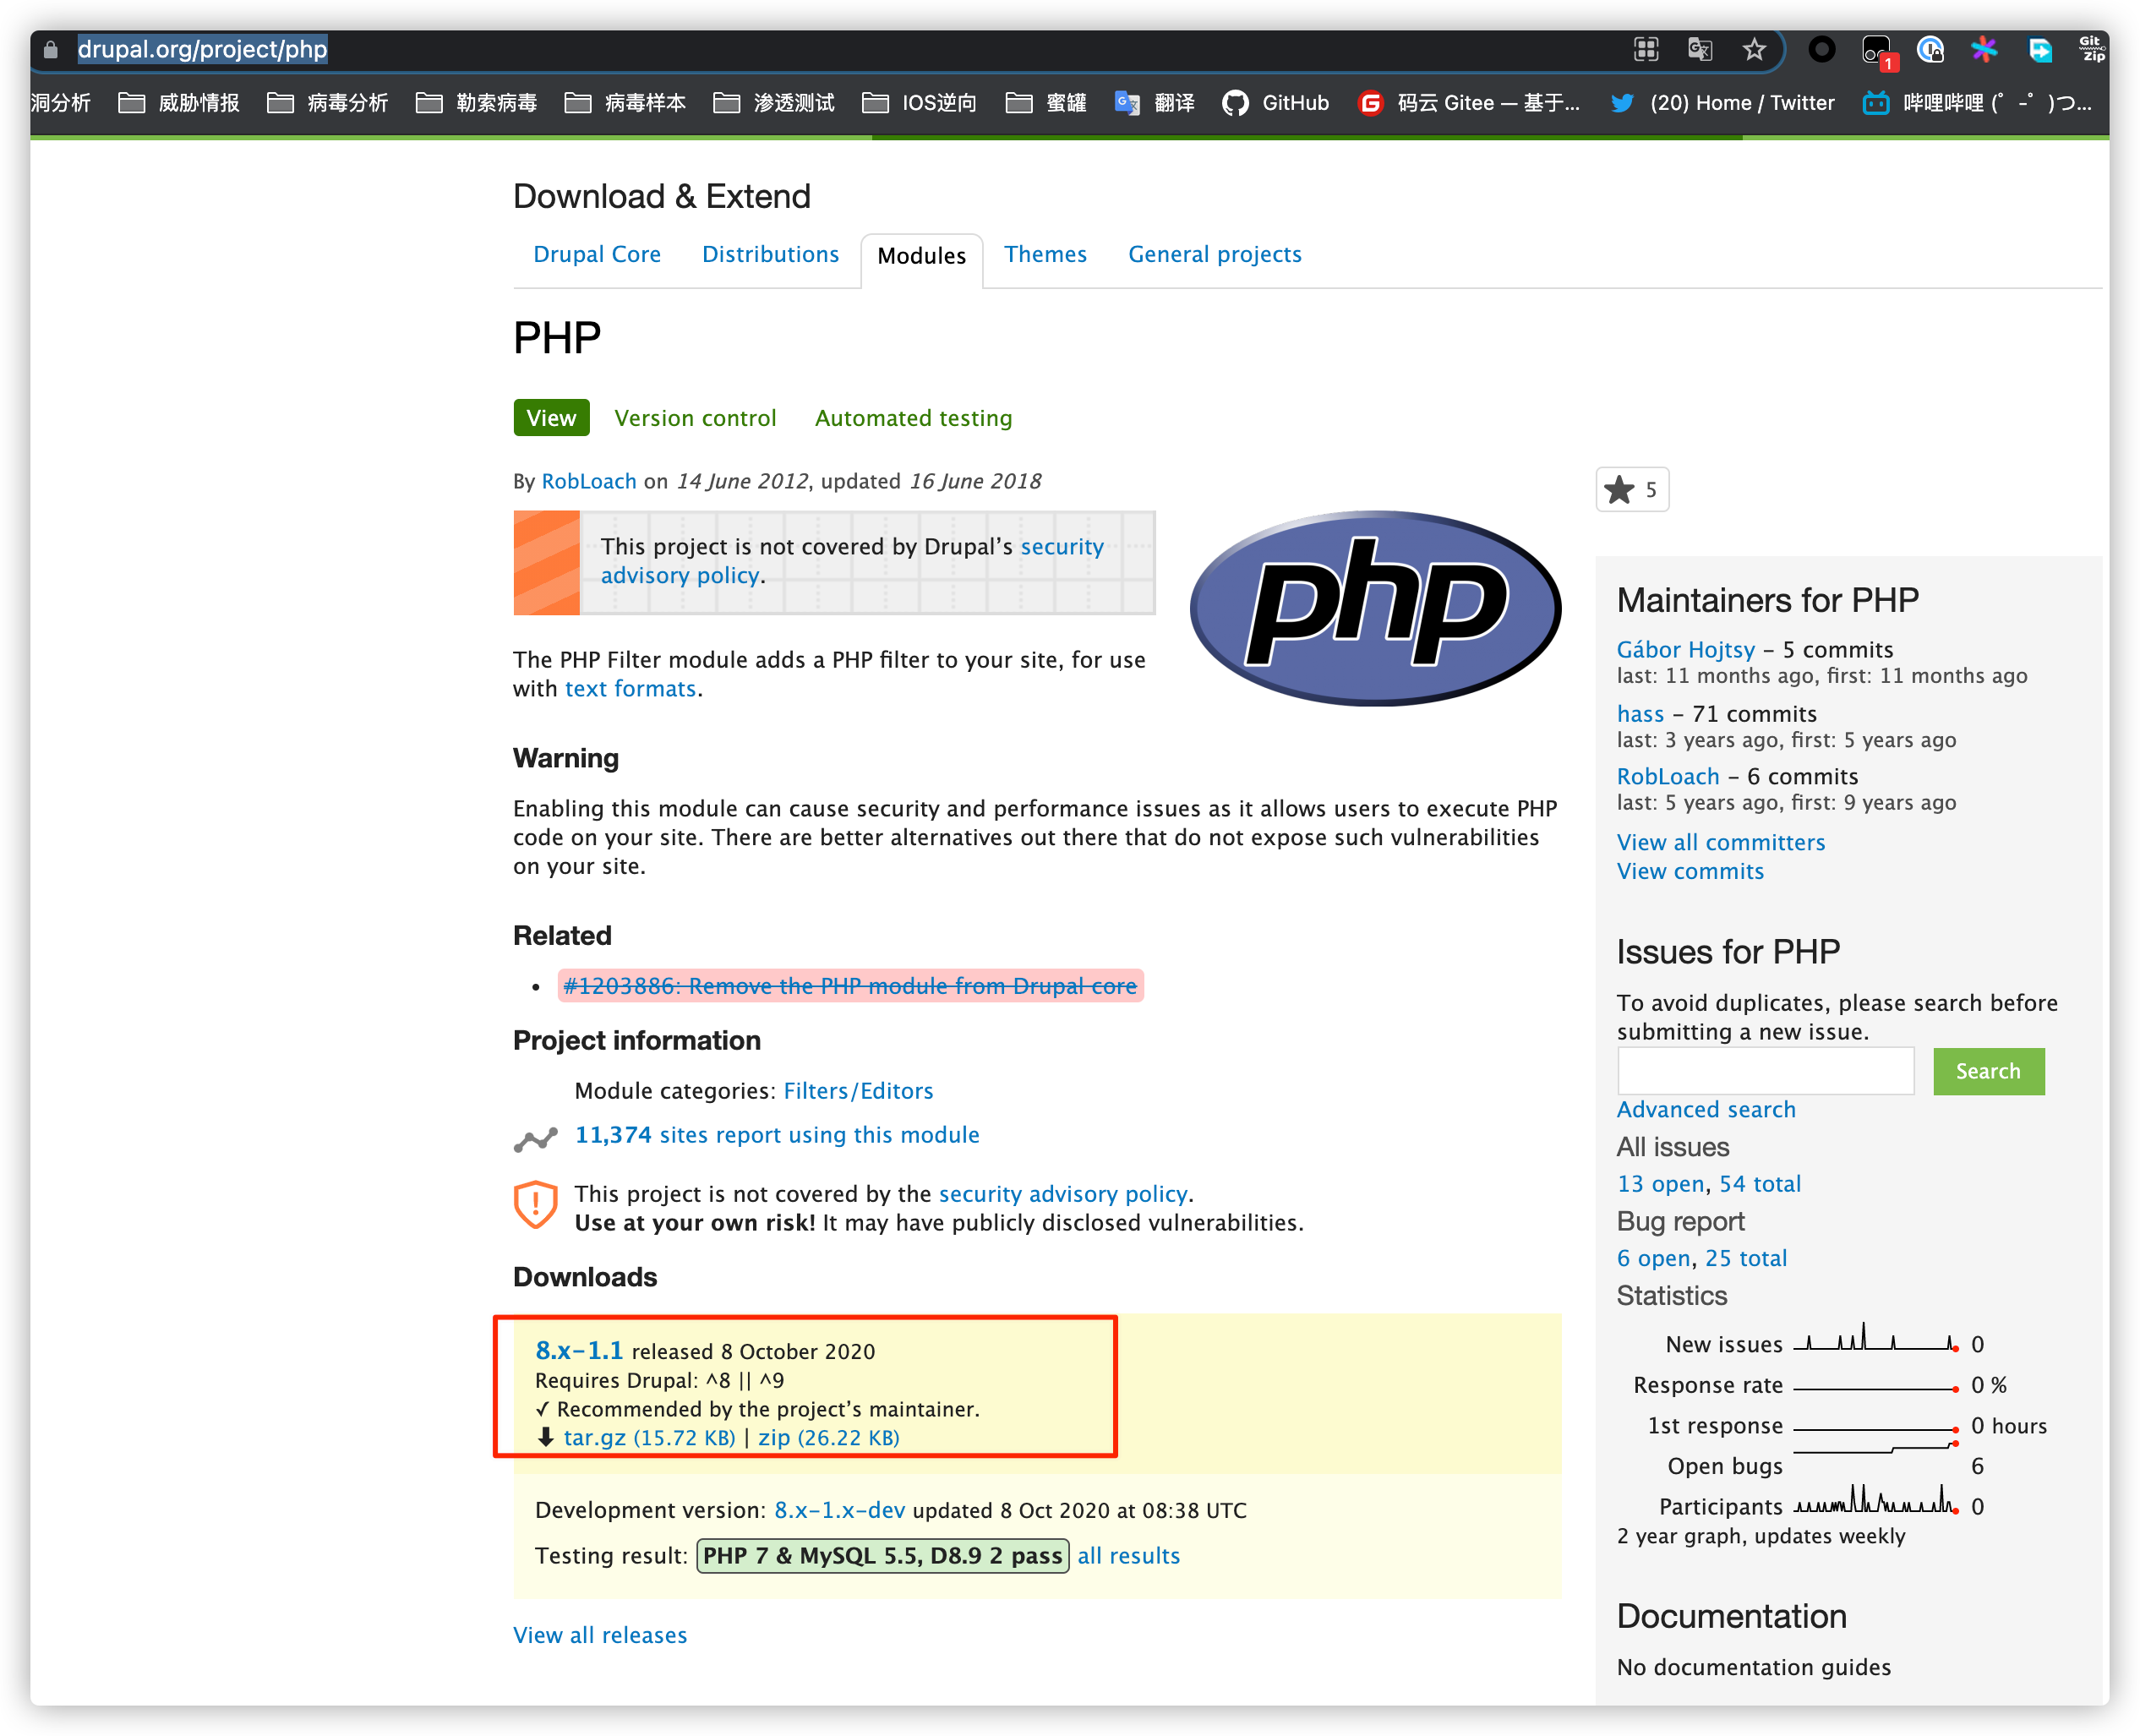 drupal.org/project/php
1
Git
Zip
洞分析 威胁情报 病毒分析 勒索病毒 病毒样本 渗透测试 IOS逆向 蜜罐 翻译 GitHub 码云 Gitee — 基于... (20) Home / Twitter 哔哩哔哩 (゜-゜)つ...
Download & Extend
Drupal Core Distributions Modules Themes General projects
PHP
View Version control Automated testing
By RobLoach on 14 June 2012, updated 16 June 2018
This project is not covered by Drupal's security
advisory policy.
php
The PHP Filter module adds a PHP filter to your site, for use
with text formats.
Warning
Enabling this module can cause security and performance issues as it allows users to execute PHP
code on your site. There are better alternatives out there that do not expose such vulnerabilities
on your site.
Related
• #1203886: Remove the PHP module from Drupal core
Project information
Module categories: Filters/Editors
11,374 sites report using this module
This project is not covered by the security advisory policy.
Use at your own risk! It may have publicly disclosed vulnerabilities.
Downloads
8.x-1.1 released 8 October 2020
Requires Drupal: ^8 || ^9
✓ Recommended by the project's maintainer.
tar.gz (15.72 KB) | zip (26.22 KB)
Development version: 8.x-1.x-dev updated 8 Oct 2020 at 08:38 UTC
Testing result: PHP 7 & MySQL 5.5, D8.9 2 pass all results
View all releases
5
Maintainers for PHP
Gábor Hojtsy – 5 commits
last: 11 months ago, first: 11 months ago
hass – 71 commits
last: 3 years ago, first: 5 years ago
RobLoach – 6 commits
last: 5 years ago, first: 9 years ago
View all committers
View commits
Issues for PHP
To avoid duplicates, please search before
submitting a new issue.
Search
Advanced search
All issues
13 open, 54 total
Bug report
6 open, 25 total
Statistics
New issues 0
Response rate 0 %
1st response 0 hours
Open bugs 6
Participants 0
2 year graph, updates weekly
Documentation
No documentation guides